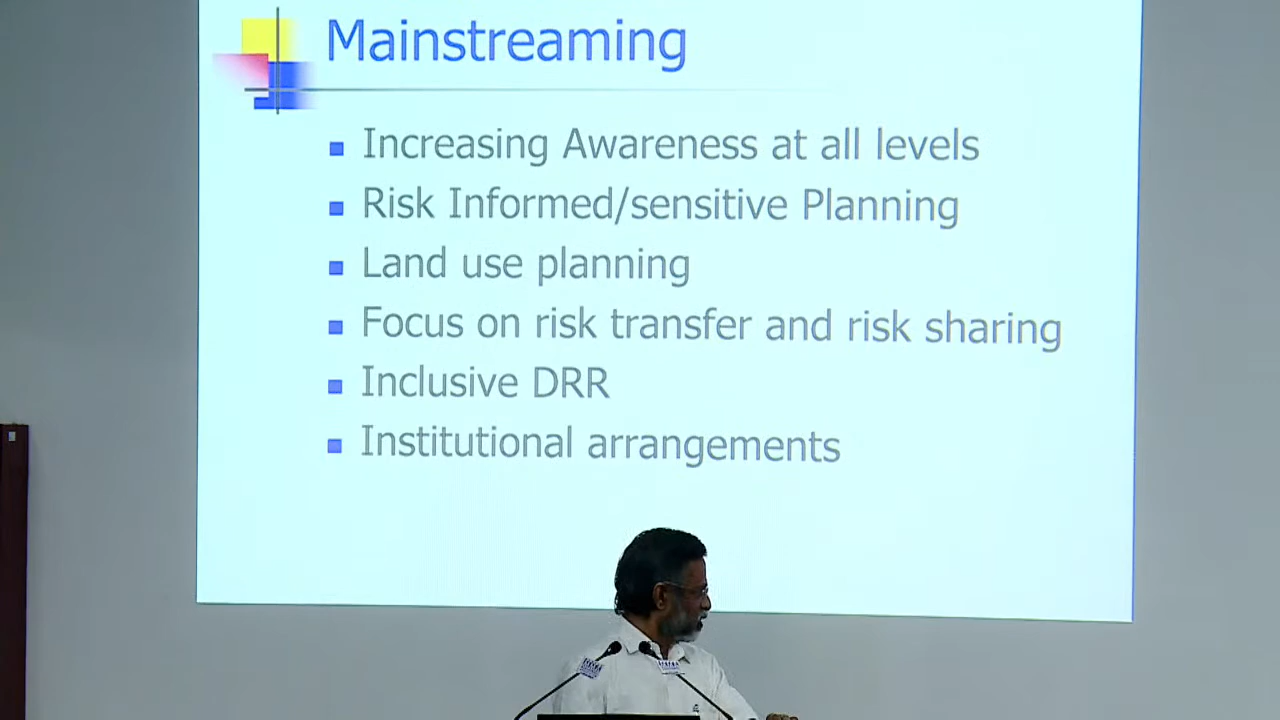 Mainstreaming
Increasing Awareness at all levels
Risk Informed/sensitive Planning
Land use planning
Focus on risk transfer and risk sharing
Inclusive DRR
Institutional arrangements